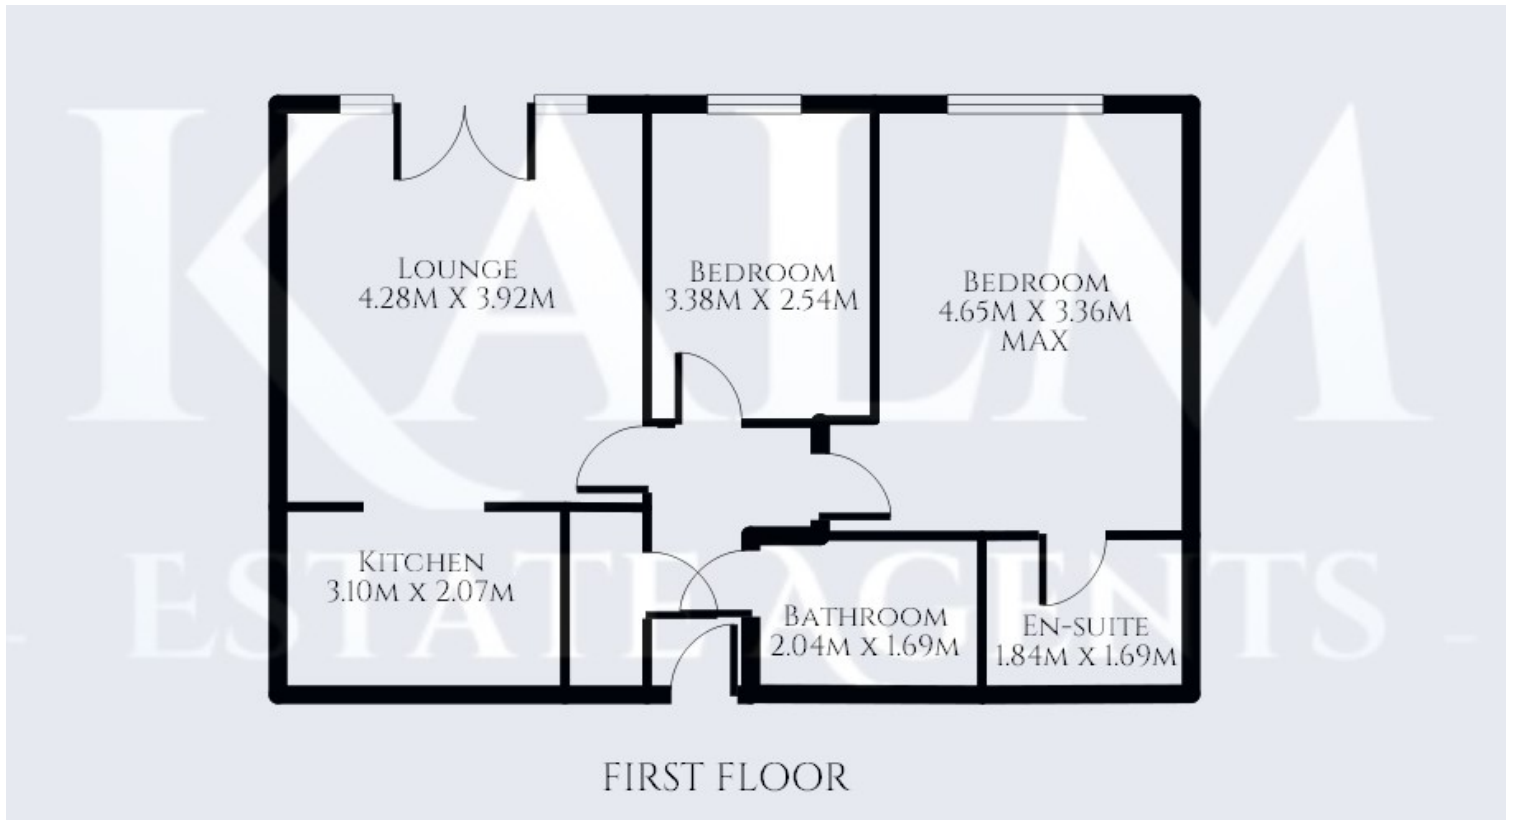 KALM
- ESTATE AGENTS -
LOUNGE
4.28M X 3.92M
BEDROOM
3.38M X 2.54M
BEDROOM
4.65M X 3.36M
MAX
KITCHEN
3.10M X 2.07M
BATHROOM
2.04M X 1.69M
EN-SUITE
1.84M X 1.69M
FIRST FLOOR